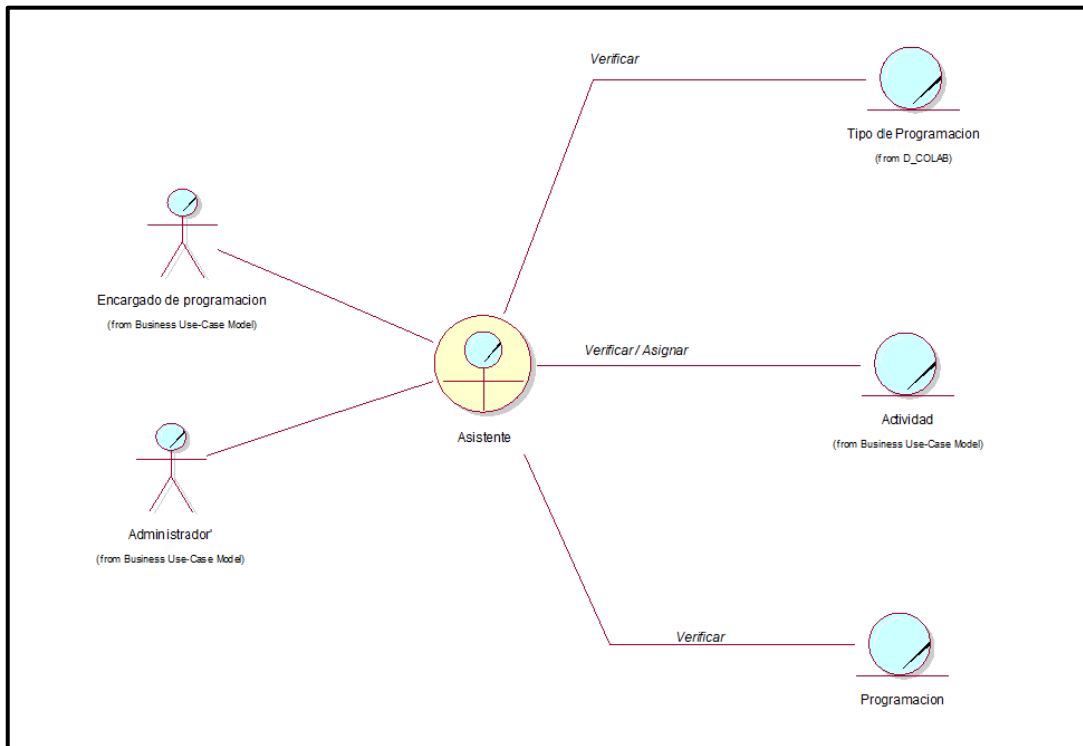 Verificar
Tipo de Programacion
(from D_COLAB)
Encargado de programacion
(from Business Use-Case Model)
Verificar / Asignar
Actividad
(from Business Use-Case Model)
Asistente
Administrador'
(from Business Use-Case Model)
Verificar
Programacion